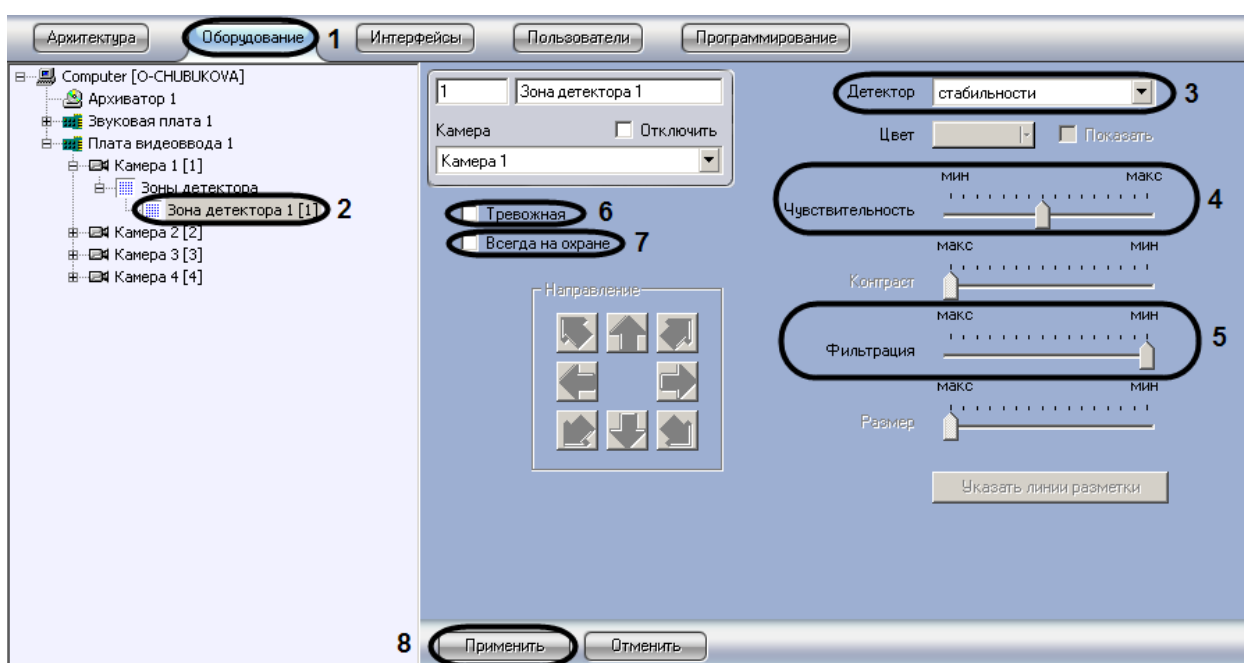 Архитектура
Оборудование
1
Интерфейсы
Пользователи
Программирование
Computer [O-CHUBUKOVA]
Архиватор 1
Звуковая плата 1
Плата видеоввода 1
Камера 1 [1]
Зоны детектора
Зона детектора 1 [1]
2
Камера 2 [2]
Камера 3 [3]
Камера 4 [4]
1
Зона детектора 1
Камера
Отключить
Камера 1
Тревожная
6
Всегда на охране
7
Направление
Детектор
стабильности
3
Цвет
Показать
мин макс
Чувствительность
4
макс мин
Контраст
макс мин
Фильтрация
5
макс мин
Размер
Указать линии разметки
8
Применить
Отменить